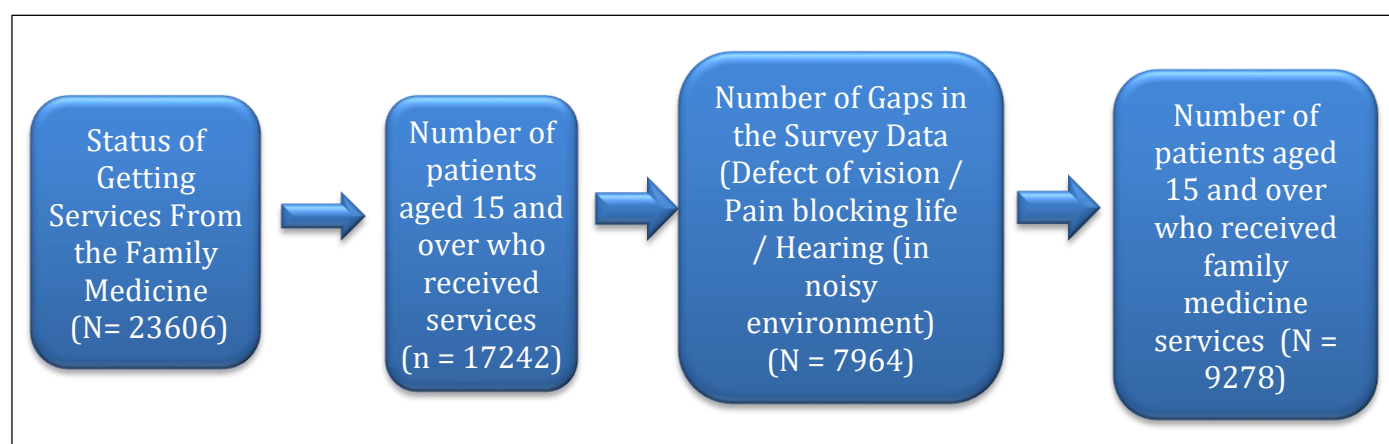 Status of
Getting
Services From
the Family
Medicine
(N= 23606)
Number of
patients
aged 15 and
over who
received
services
(n = 17242)
Number of Gaps in
the Survey Data
(Defect of vision /
Pain blocking life
/ Hearing (in
noisy
environment)
(N = 7964)
Number of
patients aged
15 and over
who received
family
medicine
services (N =
9278)